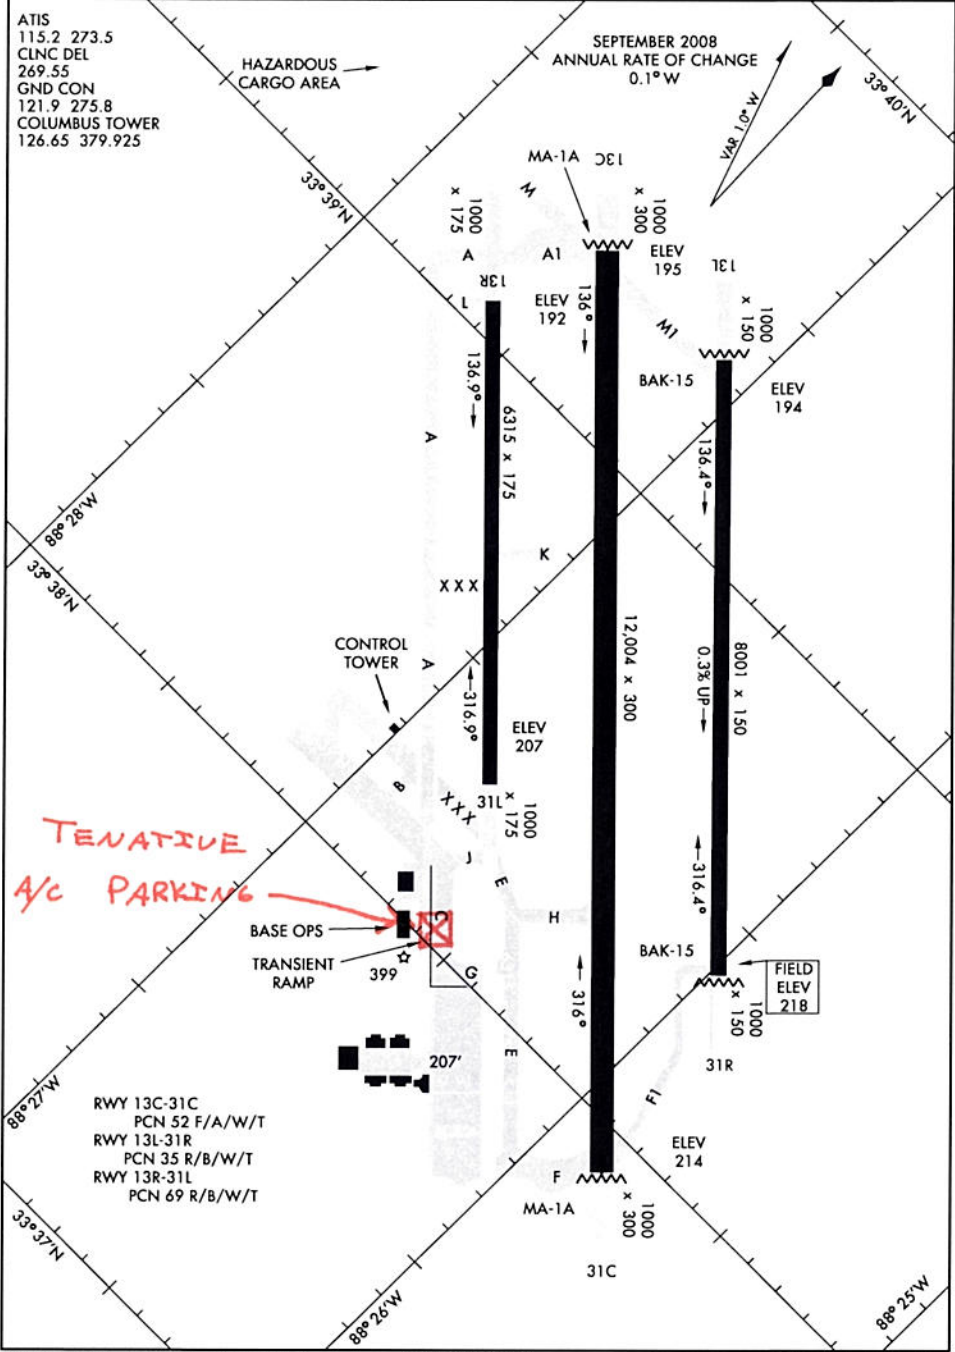 ATIS
115.2 273.5
CLNC DEL
269.55
GND CON
121.9 275.8
COLUMBUS TOWER
126.65 379.925
HAZARDOUS
CARGO AREA
SEPTEMBER 2008
ANNUAL RATE OF CHANGE
0.1° W
VAR 1.0° W
33° 40'N
33° 39'N
MA-1A
13C
W
1000
x 175
1000
x 300
A
A1
ELEV
195
13L
13R
L
ELEV
192
136°
W1
1000
x 150
BAK-15
ELEV
194
136.9°
6315 x 175
A
136.4°
88° 28'W
33° 38'N
K
X X X
CONTROL
TOWER
A
316.9°
12,004 x 300
0.3% UP
8001 x 150
ELEV
207
B
X X X
31L
1000
x 175
TENATIVE
A/C PARKING
J
E
316.4°
C
H
BASE OPS
TRANSIENT
RAMP
399
G
BAK-15
FIELD
ELEV
218
316°
1000
x 150
31R
E
207'
F1
88° 27'W
RWY 13C-31C
PCN 52 F/A/W/T
RWY 13L-31R
PCN 35 R/B/W/T
RWY 13R-31L
PCN 69 R/B/W/T
ELEV
214
F
MA-1A
1000
x 300
31C
33° 37'N
88° 26'W
88° 25'W